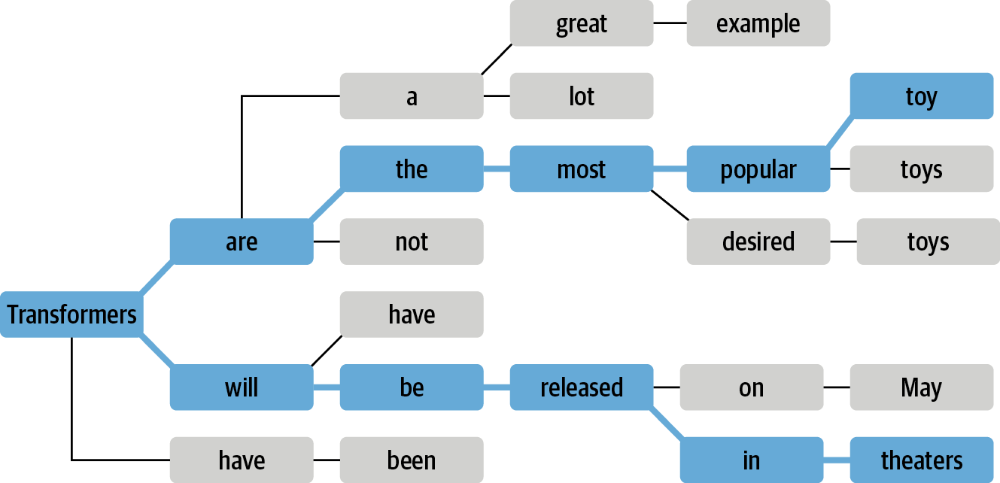 great example
a lot toy
the most popular toys
are not desired toys
Transformers have
will be released on May
have been in theaters